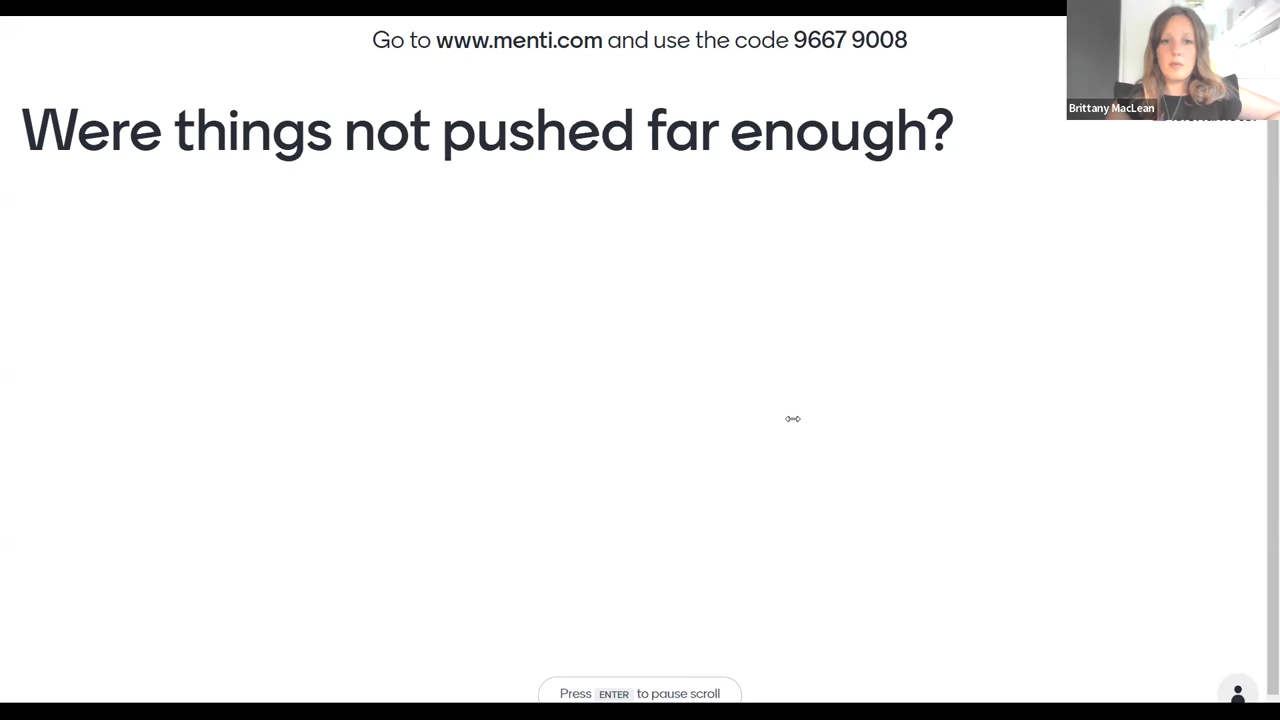 Go to www.menti.com and use the code 9667 9008
Brittany MacLean
Were things not pushed far enough?
Press ENTER to pause scroll